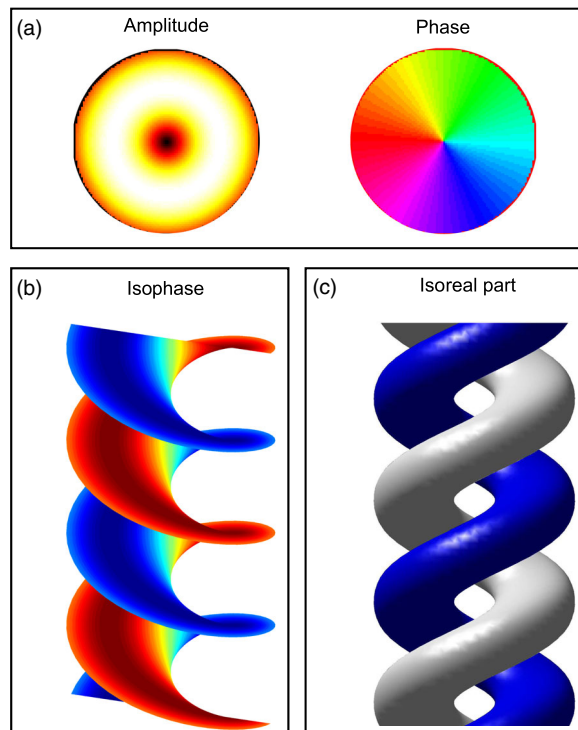 (a)
Amplitude
Phase
(b)
Isophase
(c)
Isoreal part